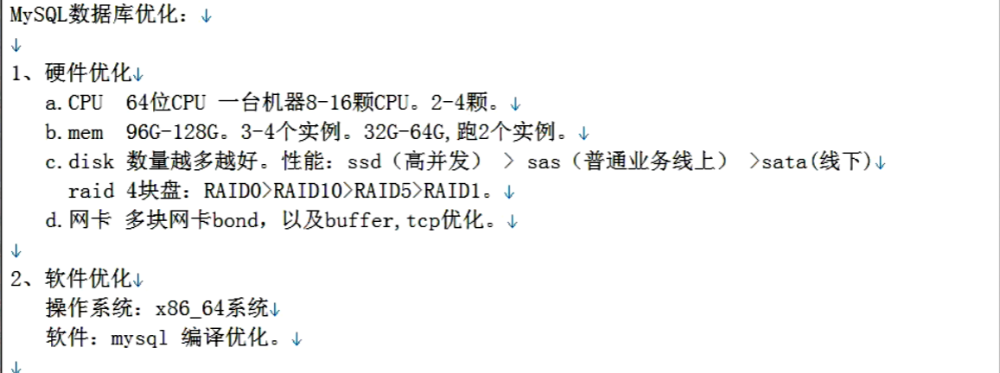 MySQL数据库优化：↓
↓
1、硬件优化↓
a.CPU 64位CPU 一台机器8-16颗CPU。2-4颗。↓
b.mem 96G-128G。3-4个实例。32G-64G,跑2个实例。↓
c.disk 数量越多越好。性能：ssd（高并发） > sas（普通业务线上） >sata(线下)↓
raid 4块盘：RAID0>RAID10>RAID5>RAID1。↓
d.网卡 多块网卡bond，以及buffer,tcp优化。↓
↓
2、软件优化↓
操作系统：x86_64系统↓
软件：mysql 编译优化。↓
↓